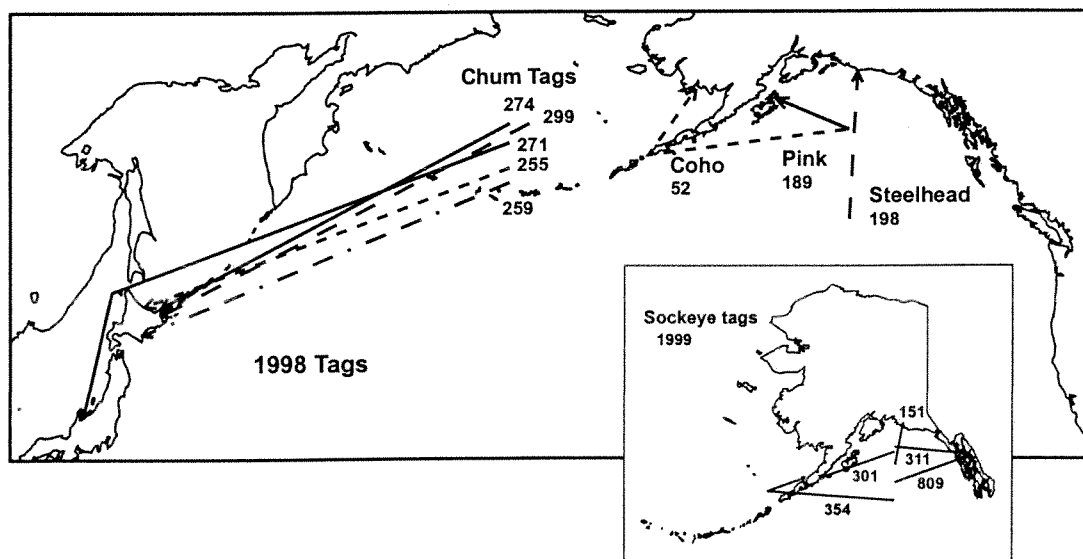 Chum Tags
274
299
271
255
259
Coho
52
Pink
189
Steelhead
198
1998 Tags
Sockeye tags
1999
151
311
301
809
354